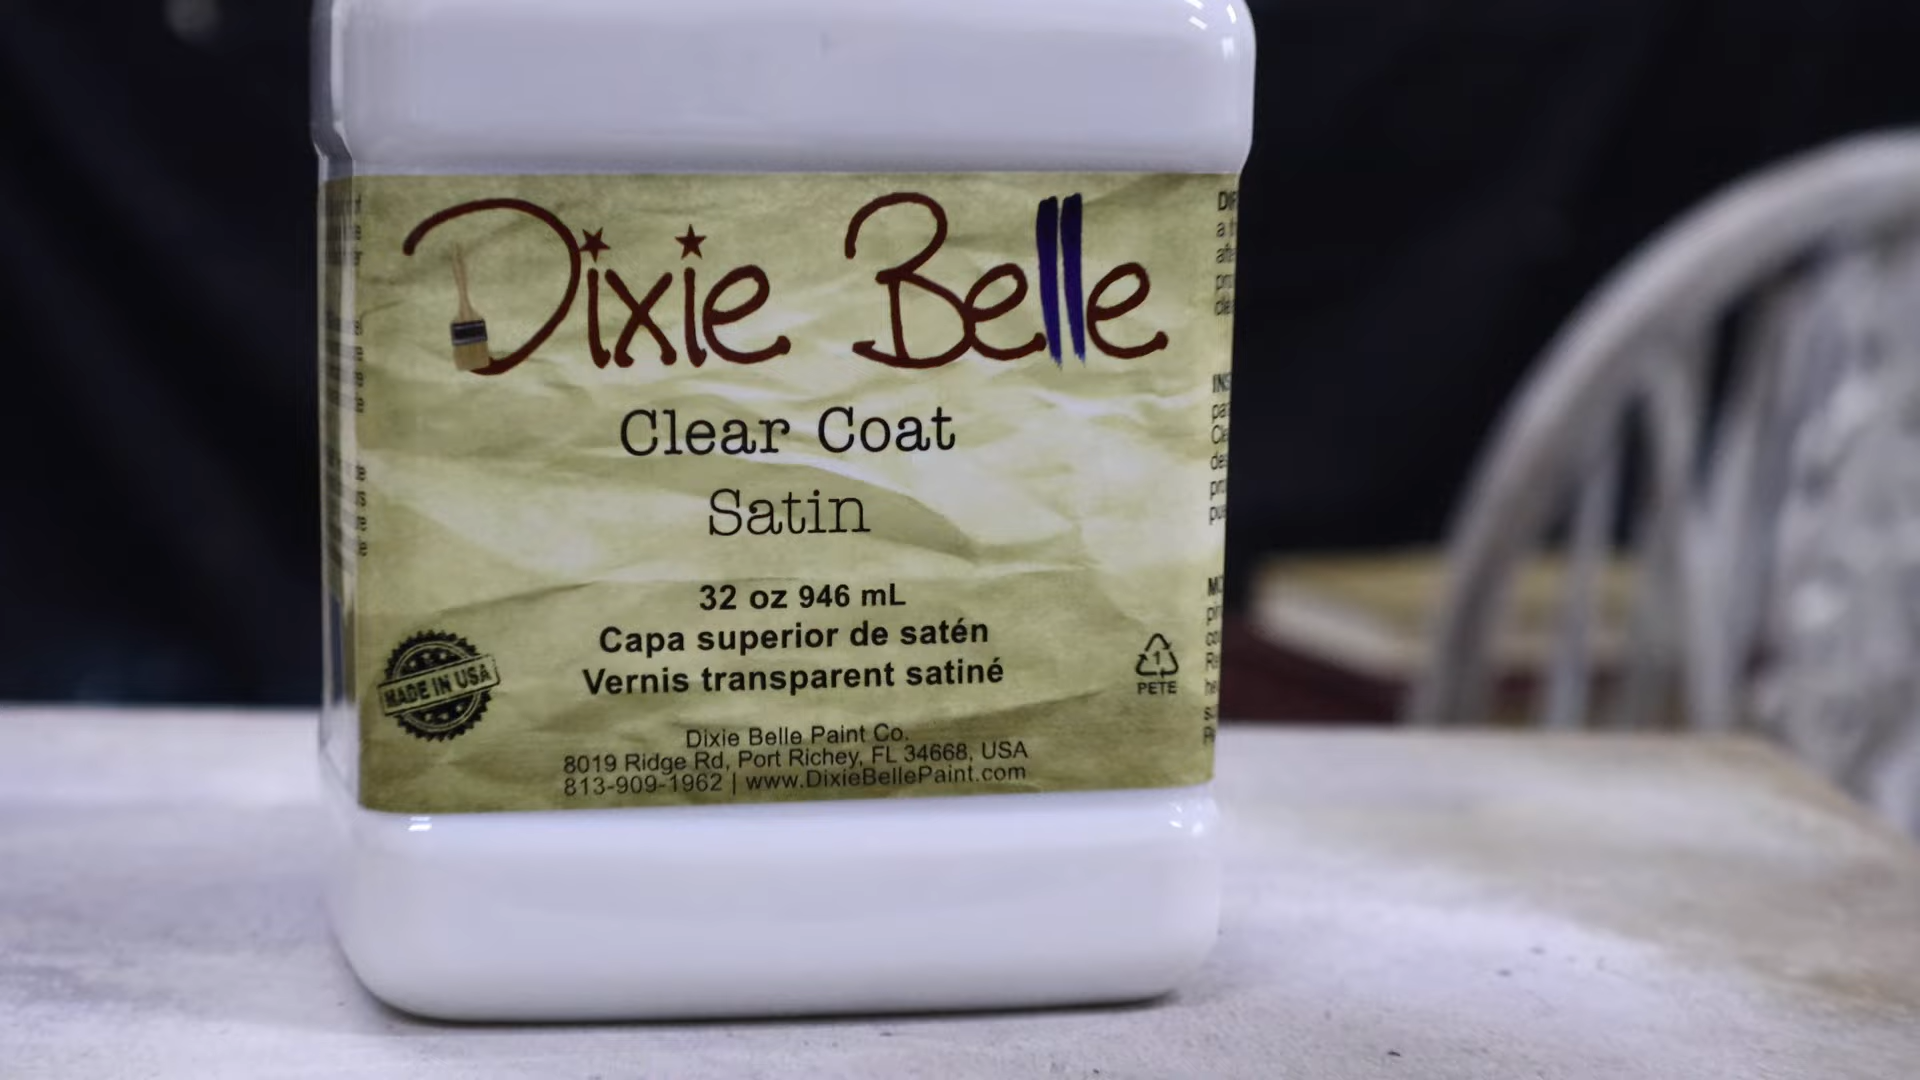 Dixie Belle
Clear Coat
Satin
32 oz 946 mL
Capa superior de satén
Vernis transparent satiné
MADE IN USA
1
PETE
Dixie Belle Paint Co.
8019 Ridge Rd, Port Richey, FL 34668, USA
813-909-1962 | www.DixieBellePaint.com